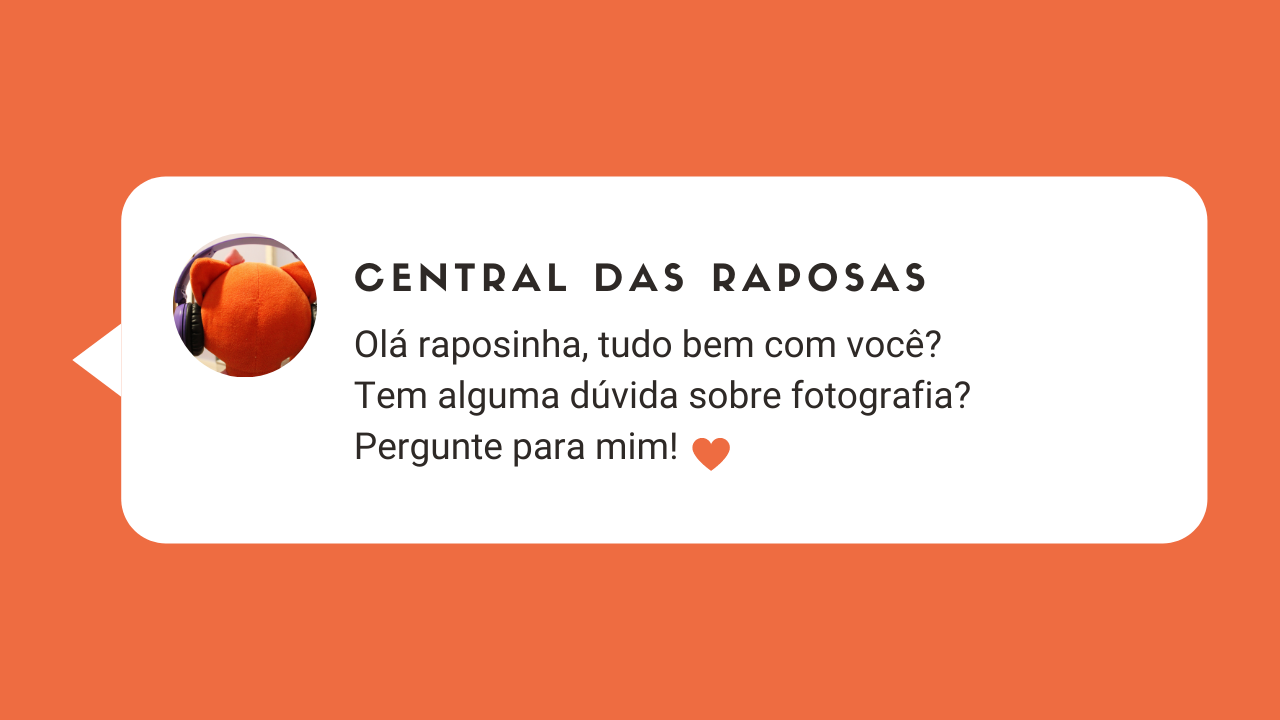 CENTRAL DAS RAPOSAS
Olá raposinha, tudo bem com você?
Tem alguma dúvida sobre fotografia?
Pergunte para mim!